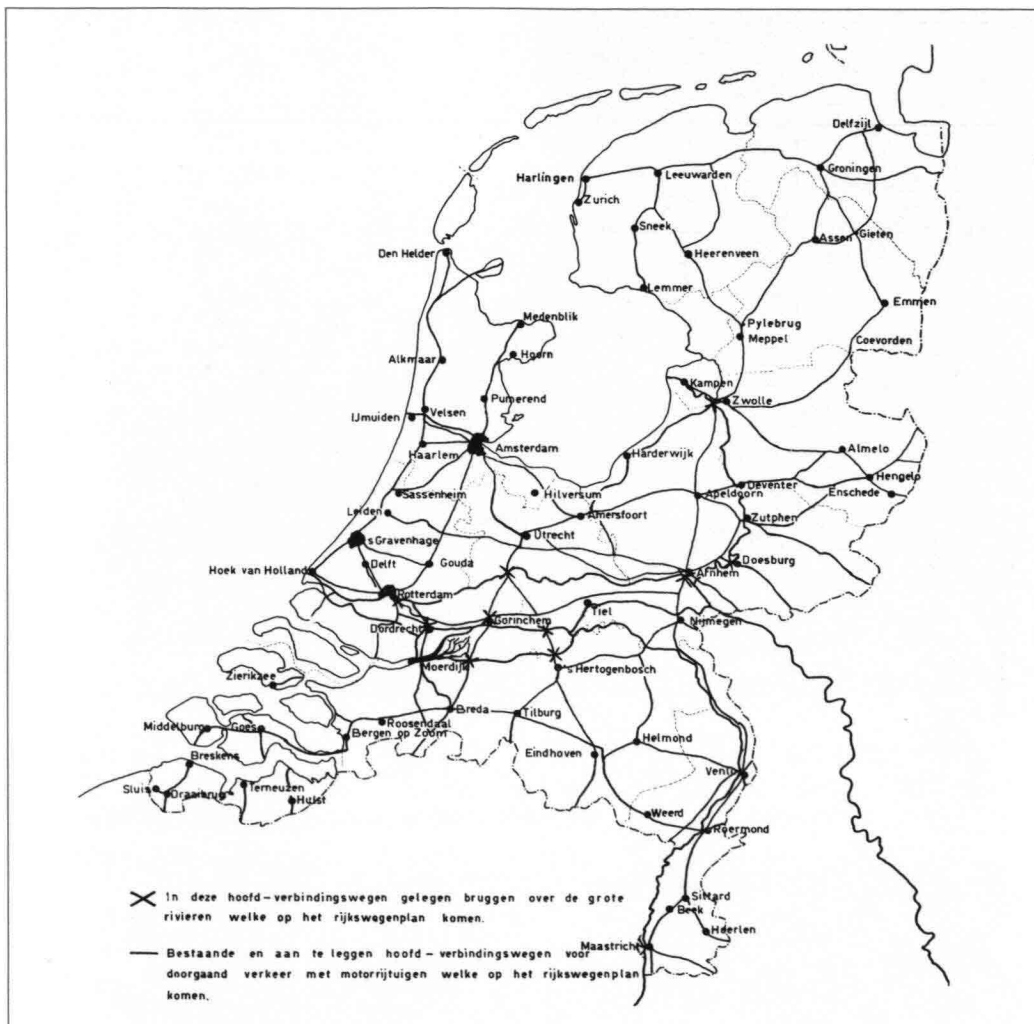 Delfzijl
Groningen
Harlingen
Leeuwarden
Zurich
Sneek
Assen
Gieten
Den Helder
Heerenveen
Lemmer
Emmen
Medenblik
Pylebrug
Meppel
Coevorden
Hoorn
Alkmaar
Kampen
Pumerend
Zwolle
Velsen
IJmuiden
Amsterdam
Almelo
Haarlem
Harderwijk
Hengelo
Deventer
Sassenheim
Hilversum
Apeldoorn
Enschede
Leiden
Amersfoort
Zutphen
's Gravenhage
Utrecht
Delft
Gouda
Doesburg
Hoek van Holland
Arnhem
Rotterdam
Tiel
Gorinchem
Dordrecht
Nijmegen
Moerdijk
's Hertogenbosch
Zierikzee
Breda
Tilburg
Roosendaal
Middelburg
Goes
Bergen op Zoom
Helmond
Eindhoven
Breskens
Venlo
Sluis
Draaibrug
Terneuzen
Hulst
Weerd
Roermond
Sittard
Beek
Heerlen
Maastricht
In deze hoofd-verbindingswegen gelegen bruggen over de grote
rivieren welke op het rijkswegenplan komen.
Bestaande en aan te leggen hoofd-verbindingswegen voor
doorgaand verkeer met motorrijtuigen welke op het rijkswegenplan
komen.